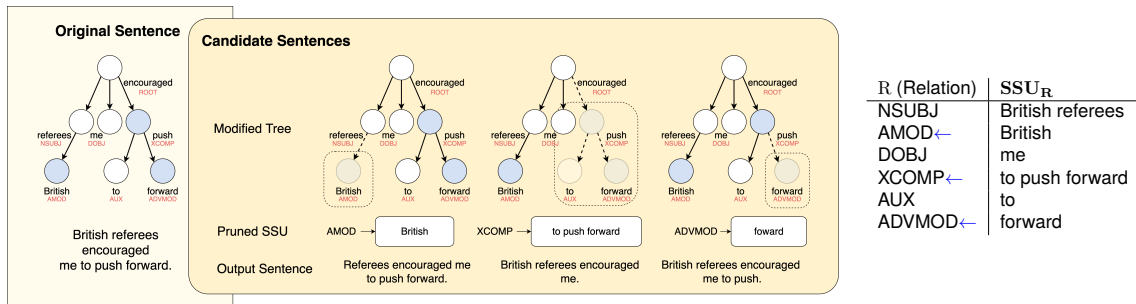 Original Sentence
encouraged
ROOT
referees
NSUBJ
me
DOBJ
push
XCOMP
British
AMOD
to
AUX
forward
ADVMOD
British referees
encouraged
me to push forward.
Candidate Sentences
Modified Tree
encouraged
ROOT
referees
NSUBJ
me
DOBJ
push
XCOMP
British
AMOD
to
AUX
forward
ADVMOD
encouraged
ROOT
referees
NSUBJ
me
DOBJ
push
XCOMP
British
AMOD
to
AUX
forward
ADVMOD
encouraged
ROOT
referees
NSUBJ
me
DOBJ
push
XCOMP
British
AMOD
to
AUX
forward
ADVMOD
Pruned SSU
AMOD → British
XCOMP → to push forward
ADVMOD → foward
Output Sentence
Referees encouraged me
to push forward.
British referees encouraged
me.
British referees encouraged
me to push.
R (Relation) SSU_R
NSUBJ British referees
AMOD← British
DOBJ me
XCOMP← to push forward
AUX to
ADVMOD← forward